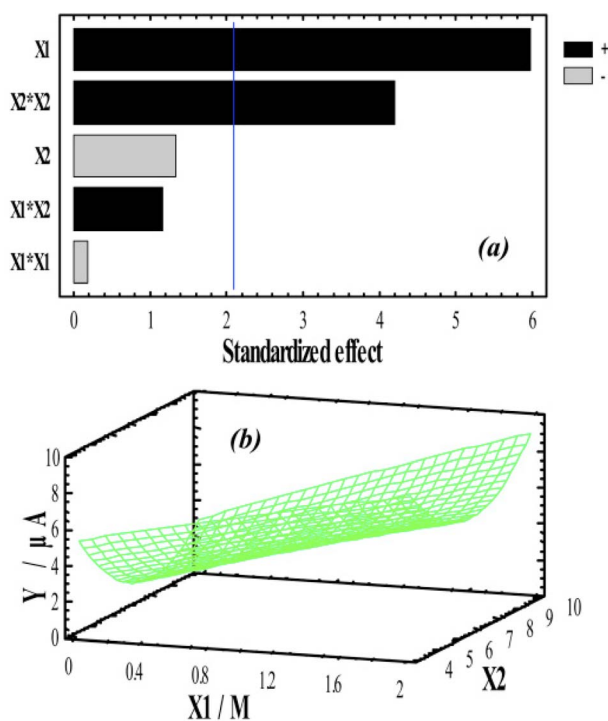 X1
+
X2*X2
-
X2
X1*X2
X1*X1
(a)
0 1 2 3 4 5 6
Standardized effect
(b)
10
8
6
4
2
0
Y / μ A
0 0.4 0.8 1.2 1.6 2
X1 / M
4 5 6 7 8 9 10
X2